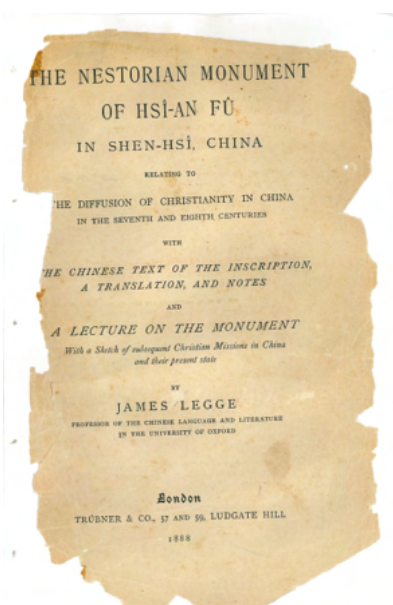 THE NESTORIAN MONUMENT
OF HSÎ-AN FÛ
IN SHEN-HSÎ, CHINA
RELATING TO
HE DIFFUSION OF CHRISTIANITY IN CHINA
IN THE SEVENTH AND EIGHTH CENTURIES
WITH
HE CHINESE TEXT OF THE INSCRIPTION,
A TRANSLATION, AND NOTES
AND
A LECTURE ON THE MONUMENT
With a Sketch of subsequent Christian Missions in China
and their present state
BY
JAMES LEGGE
PROFESSOR OF THE CHINESE LANGUAGE AND LITERATURE
IN THE UNIVERSITY OF OXFORD
London
TRÜBNER & CO., 57 AND 59, LUDGATE HILL
1888